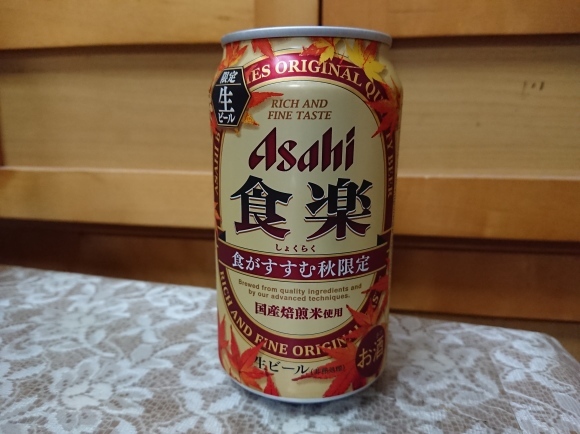 限定
生
ビール
ES ORIGINAL QU
RICH AND
FINE TASTE
Asahi
食楽
しょくらく
食がすすむ秋限定
Brewed from quality ingredients and
by our advanced techniques.
国産焙煎米使用
RICH AND FINE ORIGIN
お酒
生ビール